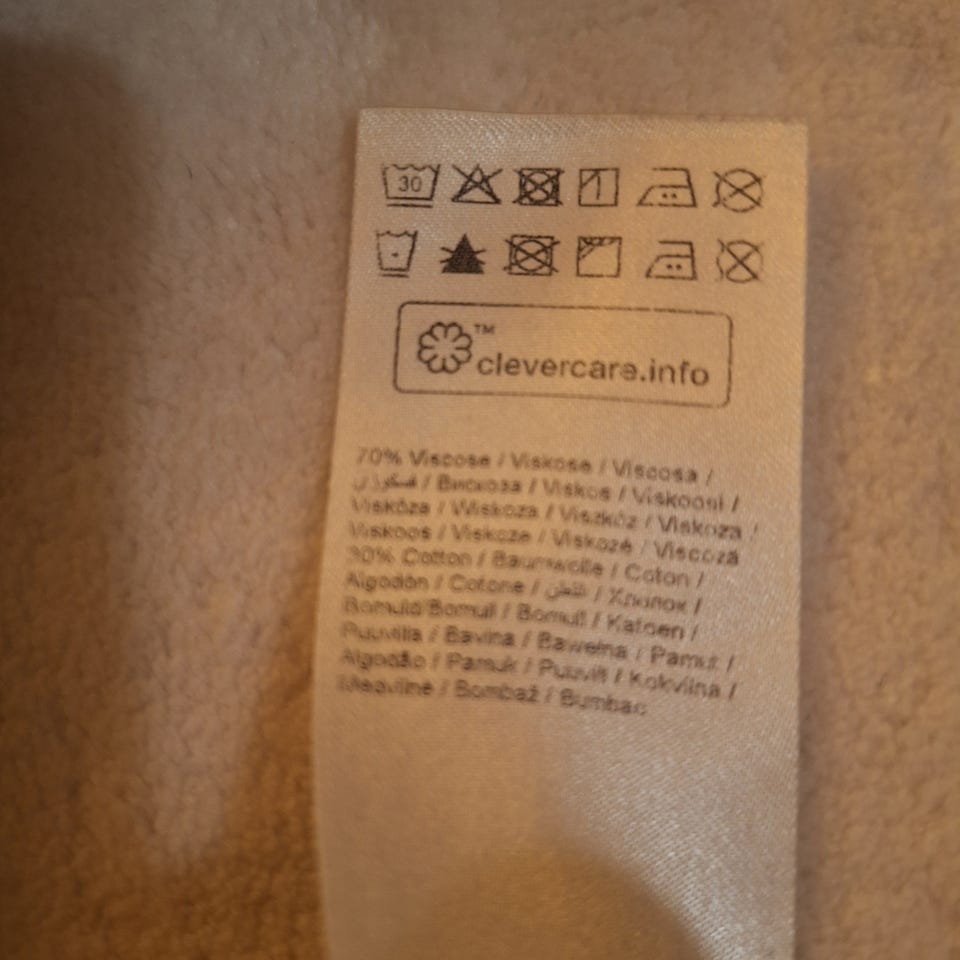 30
™
clevercare.info
70% Viscose / Viskose / Viscosa /
فسكوز / Вискоза / Viskos / Viskoosi /
Viskóza / Wiskoza / Viszkóz / Viskoza /
Viskoos / Viskoze / Viskozė / Viscoză
30% Cotton / Baumwolle / Coton /
Algodón / Cotone / القطن / Хлопок /
Bomuld/Bomull / Bomull / Katoen /
Puuvilla / Bavlna / Bawełna / Pamut /
Algodão / Pamuk / Puuvill / Kokvilna /
Medvilnė / Bombaž / Bumbac